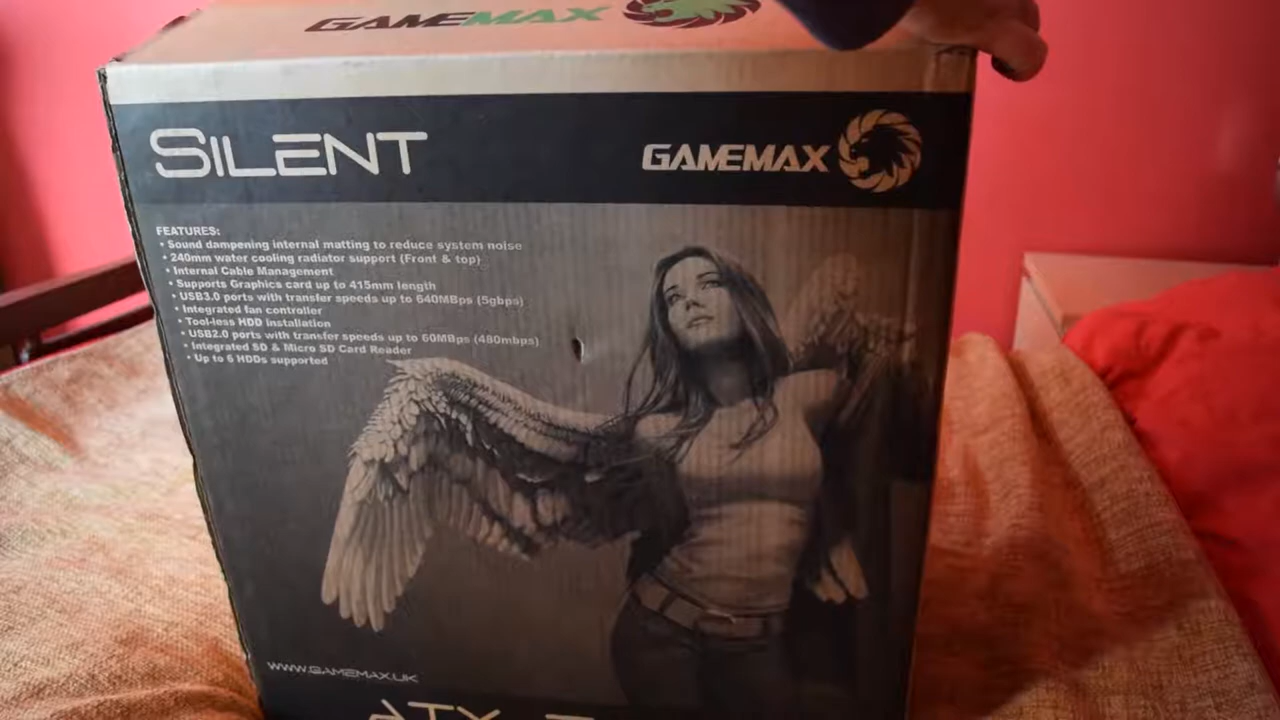 GAMEMAX
SILENT
GAMEMAX
FEATURES:
• Sound dampening internal matting to reduce system noise
• 240mm water cooling radiator support (Front & top)
• Internal Cable Management
• Supports Graphics card up to 415mm length
• USB3.0 ports with transfer speeds up to 640MBps (5gbps)
• Integrated fan controller
• Tool-less HDD installation
• USB2.0 ports with transfer speeds up to 60MBps (480mbps)
• Integrated SD & Micro SD Card Reader
• Up to 6 HDDs supported
WWW.GAMEMAX.UK
ATX